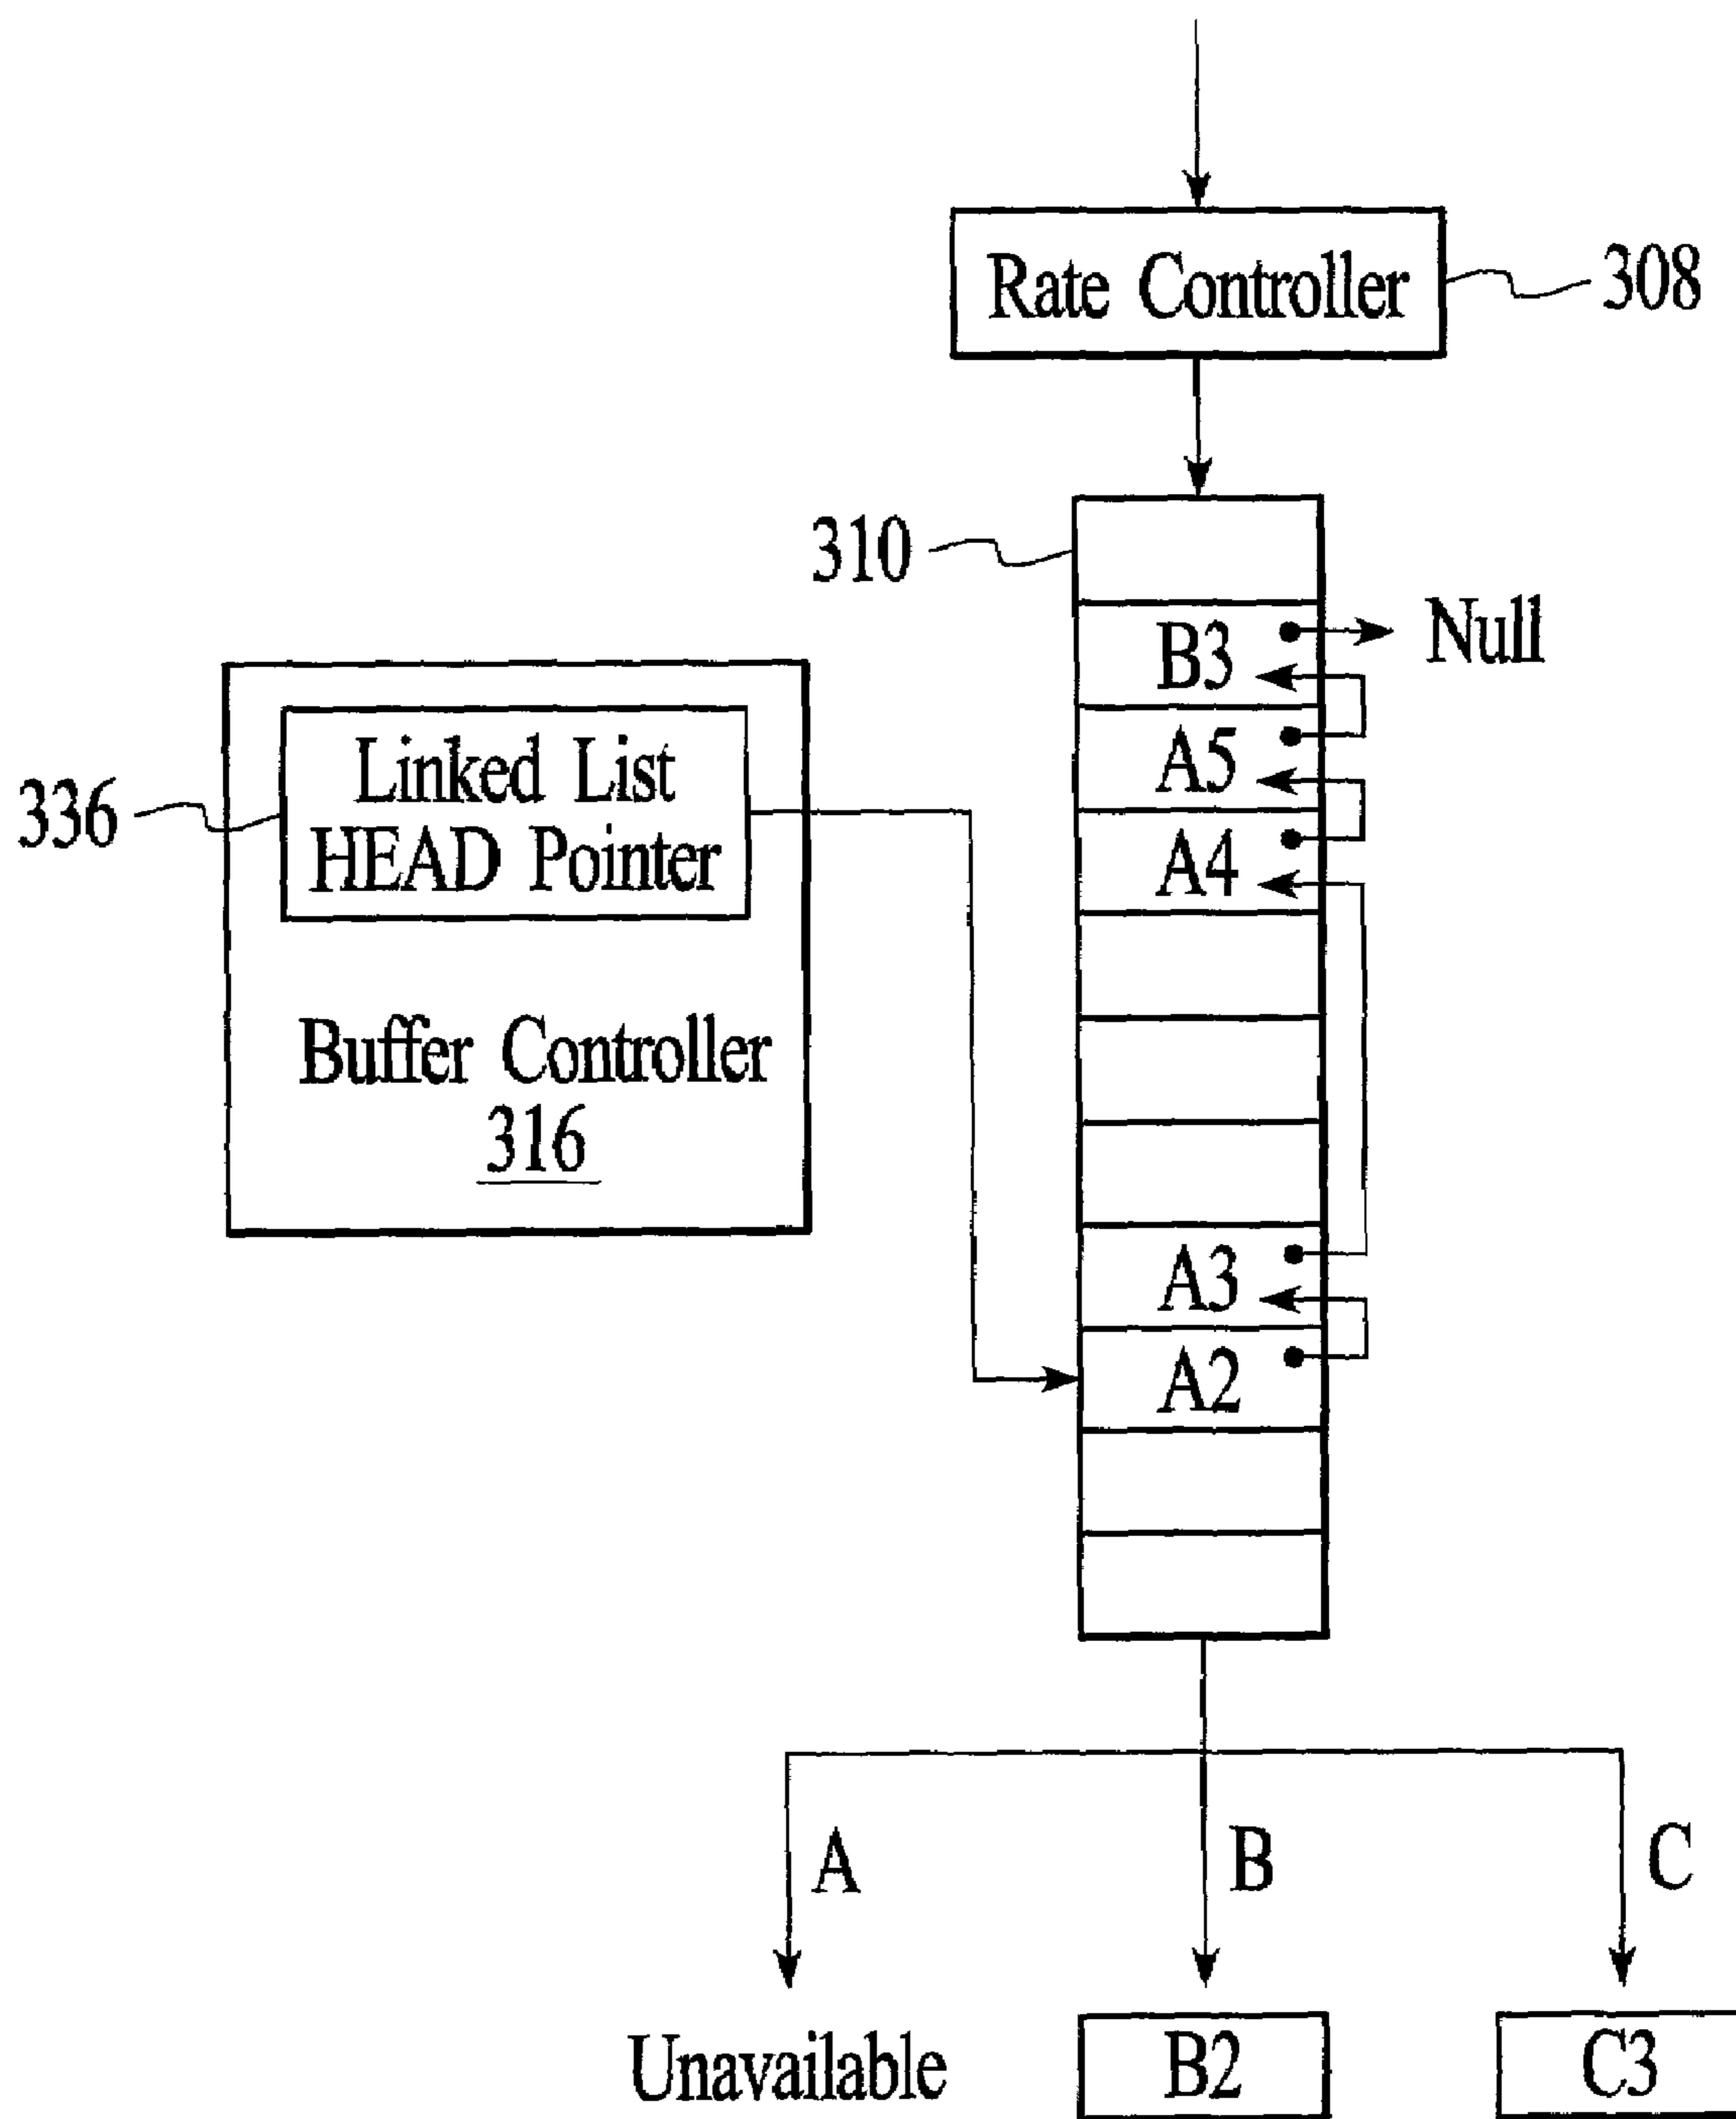 Rate Controller
308
310
B3
Null
A5
336
Linked List
HEAD Pointer
A4
Buffer Controller
316
A3
A2
A
B
C
Unavailable
B2
C3